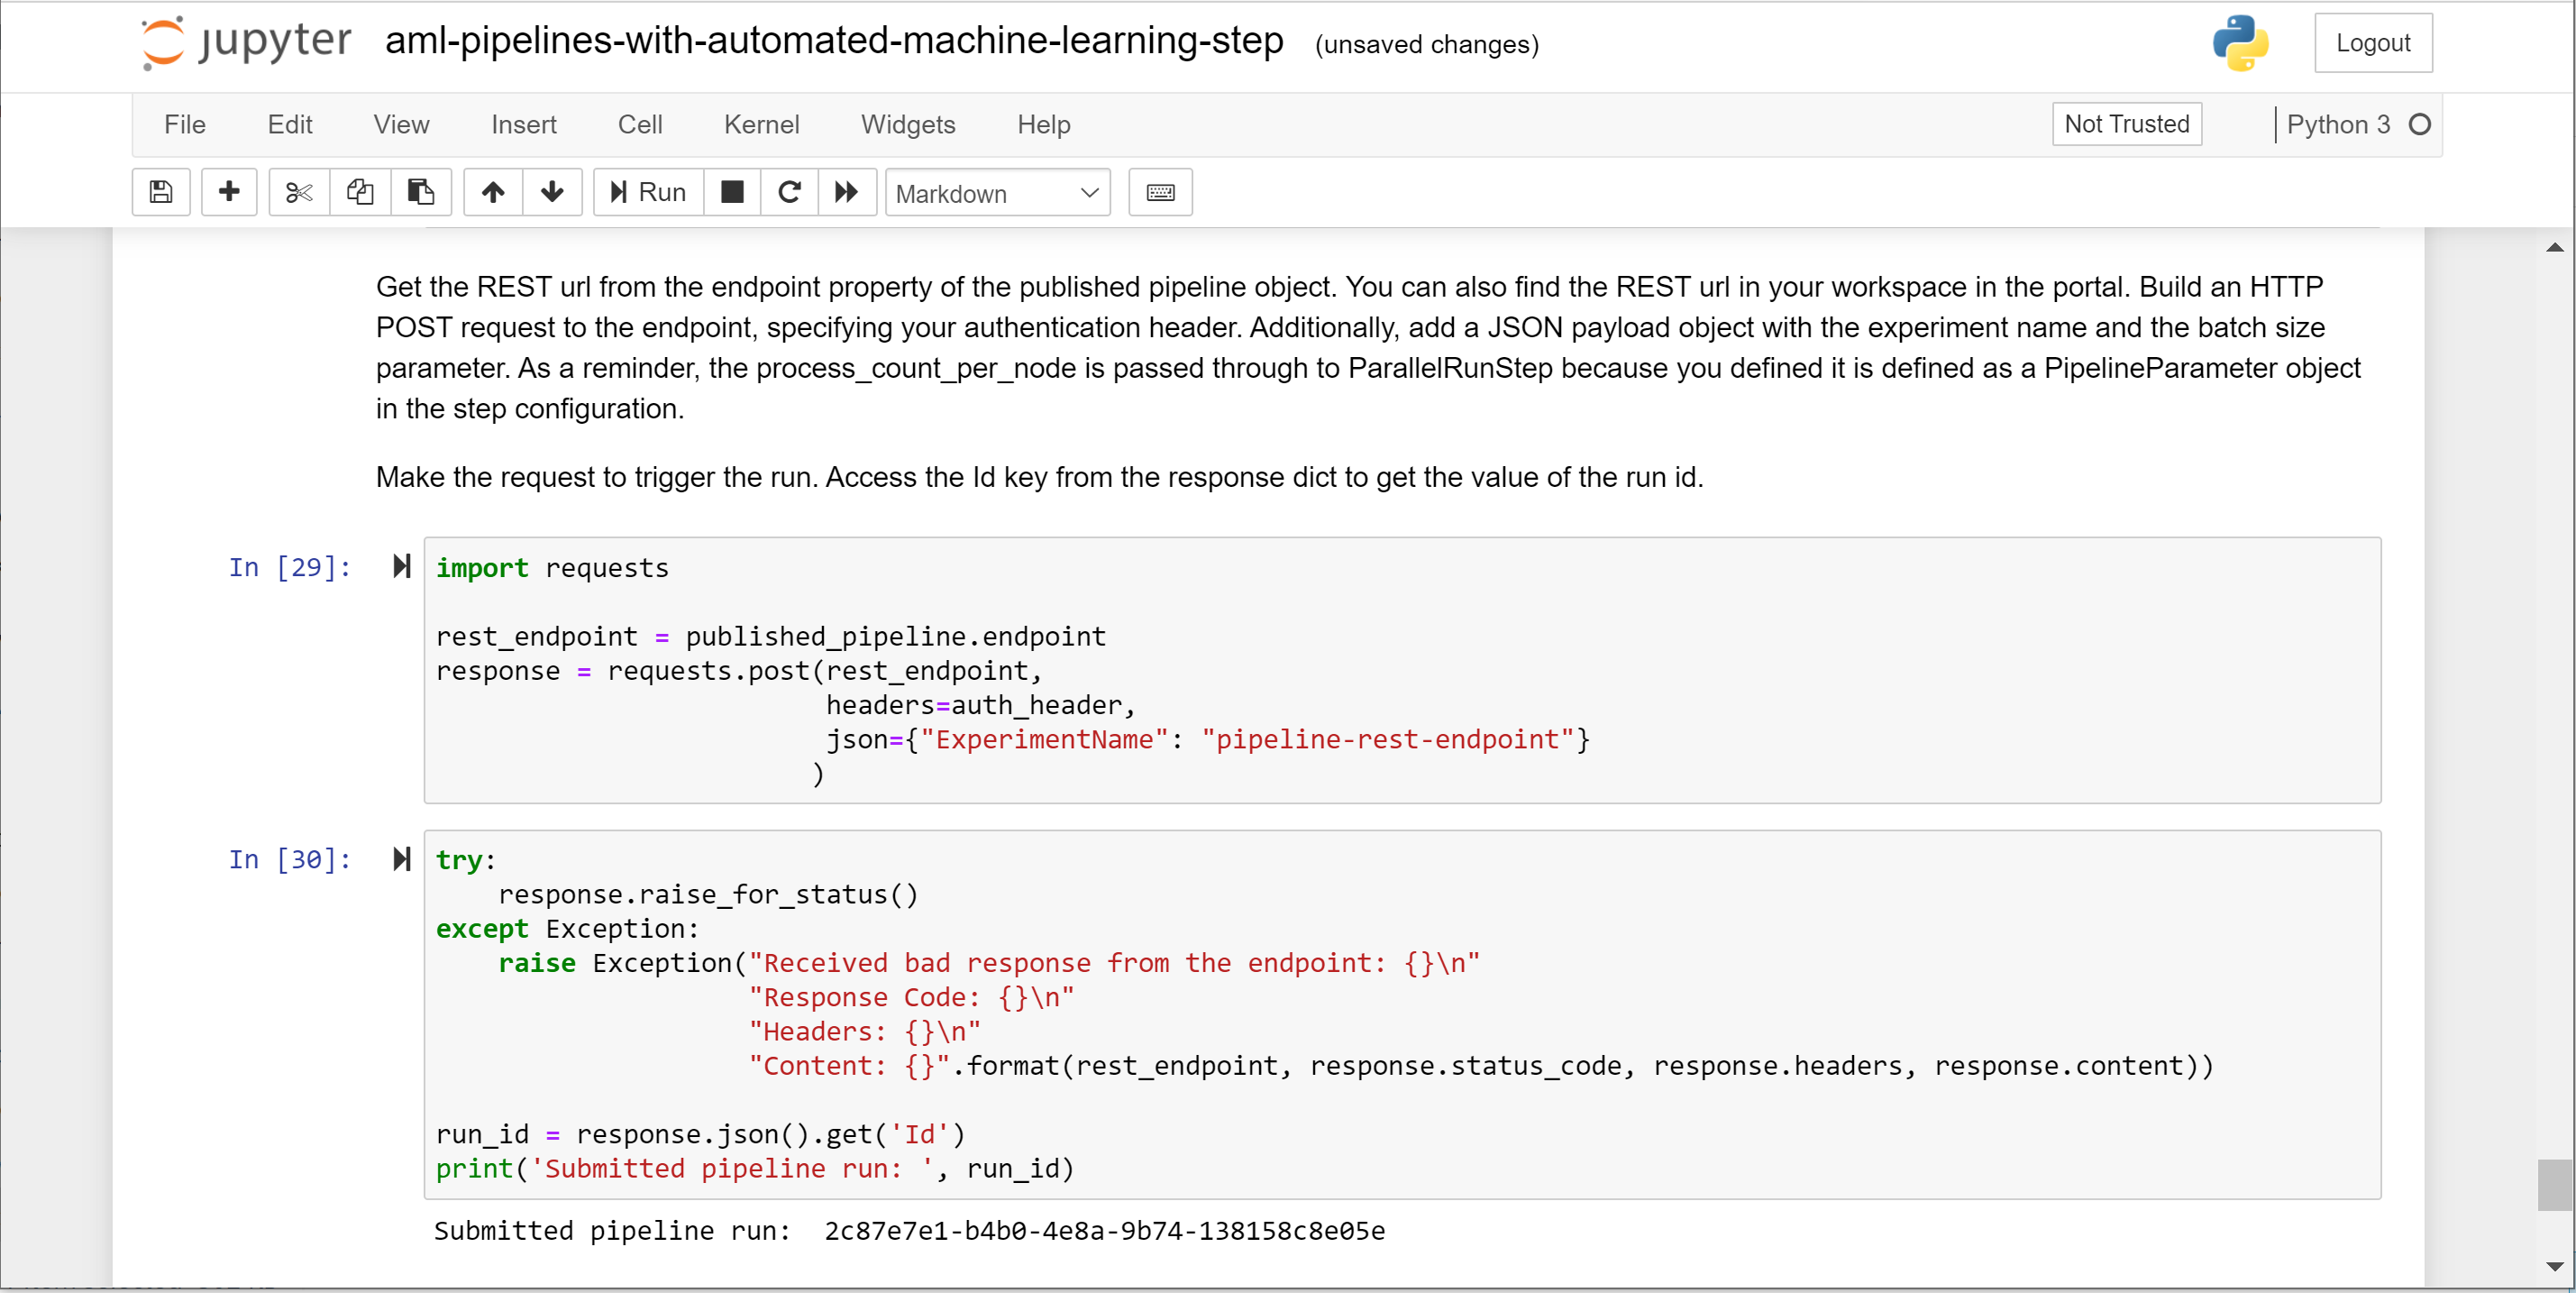 jupyter aml-pipelines-with-automated-machine-learning-step (unsaved changes) Logout
File Edit View Insert Cell Kernel Widgets Help Not Trusted Python 3
Run Markdown
Get the REST url from the endpoint property of the published pipeline object. You can also find the REST url in your workspace in the portal. Build an HTTP
POST request to the endpoint, specifying your authentication header. Additionally, add a JSON payload object with the experiment name and the batch size
parameter. As a reminder, the process_count_per_node is passed through to ParallelRunStep because you defined it is defined as a PipelineParameter object
in the step configuration.
Make the request to trigger the run. Access the Id key from the response dict to get the value of the run id.
In [29]: import requests
rest_endpoint = published_pipeline.endpoint
response = requests.post(rest_endpoint,
headers=auth_header,
json={"ExperimentName": "pipeline-rest-endpoint"}
)
In [30]: try:
response.raise_for_status()
except Exception:
raise Exception("Received bad response from the endpoint: {}\n"
"Response Code: {}\n"
"Headers: {}\n"
"Content: {}".format(rest_endpoint, response.status_code, response.headers, response.content))
run_id = response.json().get('Id')
print('Submitted pipeline run: ', run_id)
Submitted pipeline run:  2c87e7e1-b4b0-4e8a-9b74-138158c8e05e